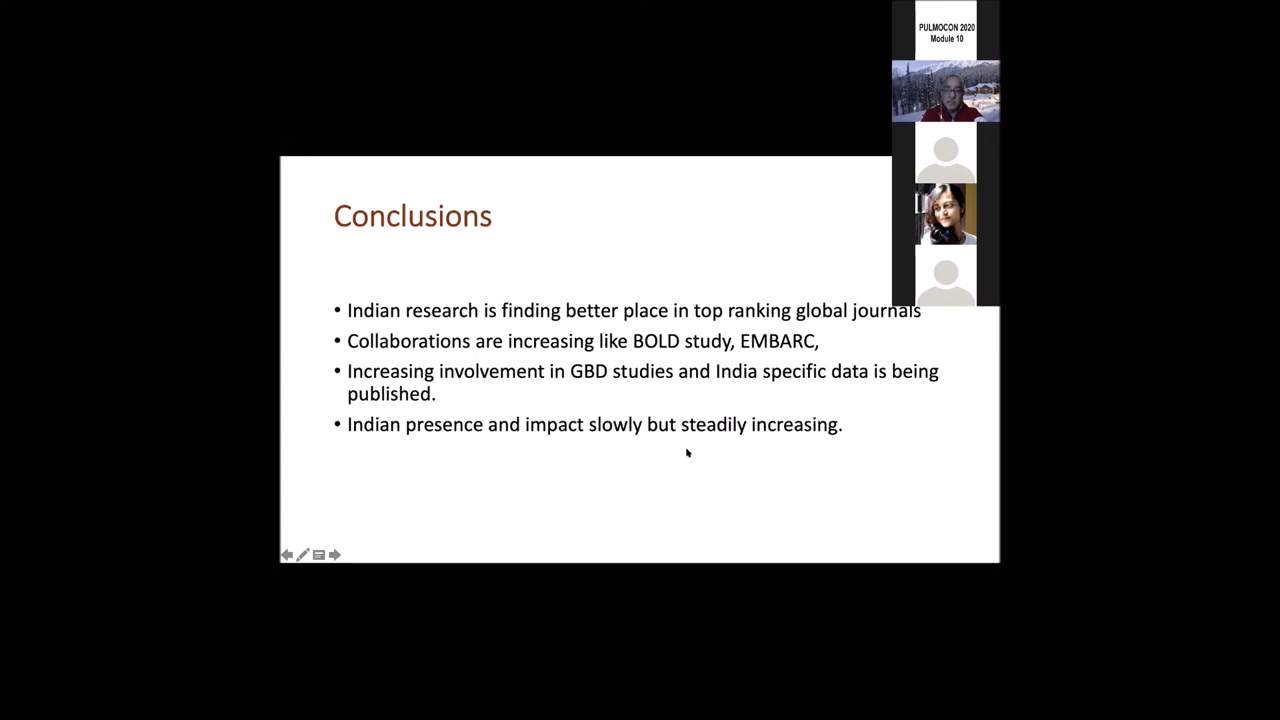 PULMOCON 2020
Module 10
Conclusions
• Indian research is finding better place in top ranking global journals
• Collaborations are increasing like BOLD study, EMBARC,
• Increasing involvement in GBD studies and India specific data is being
published.
• Indian presence and impact slowly but steadily increasing.